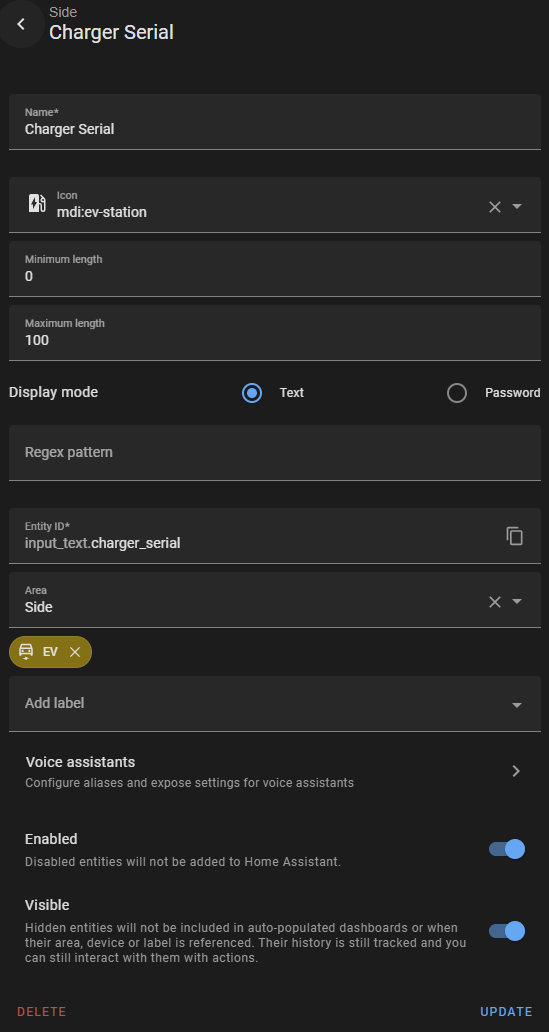 Side
Charger Serial
Name*
Charger Serial
Icon
mdi:ev-station
Minimum length
0
Maximum length
100
Display mode
Text
Password
Regex pattern
Entity ID*
input_text.charger_serial
Area
Side
EV
Add label
Voice assistants
Configure aliases and expose settings for voice assistants
Enabled
Disabled entities will not be added to Home Assistant.
Visible
Hidden entities will not be included in auto-populated dashboards or when
their area, device or label is referenced. Their history is still tracked and you
can still interact with them with actions.
DELETE
UPDATE